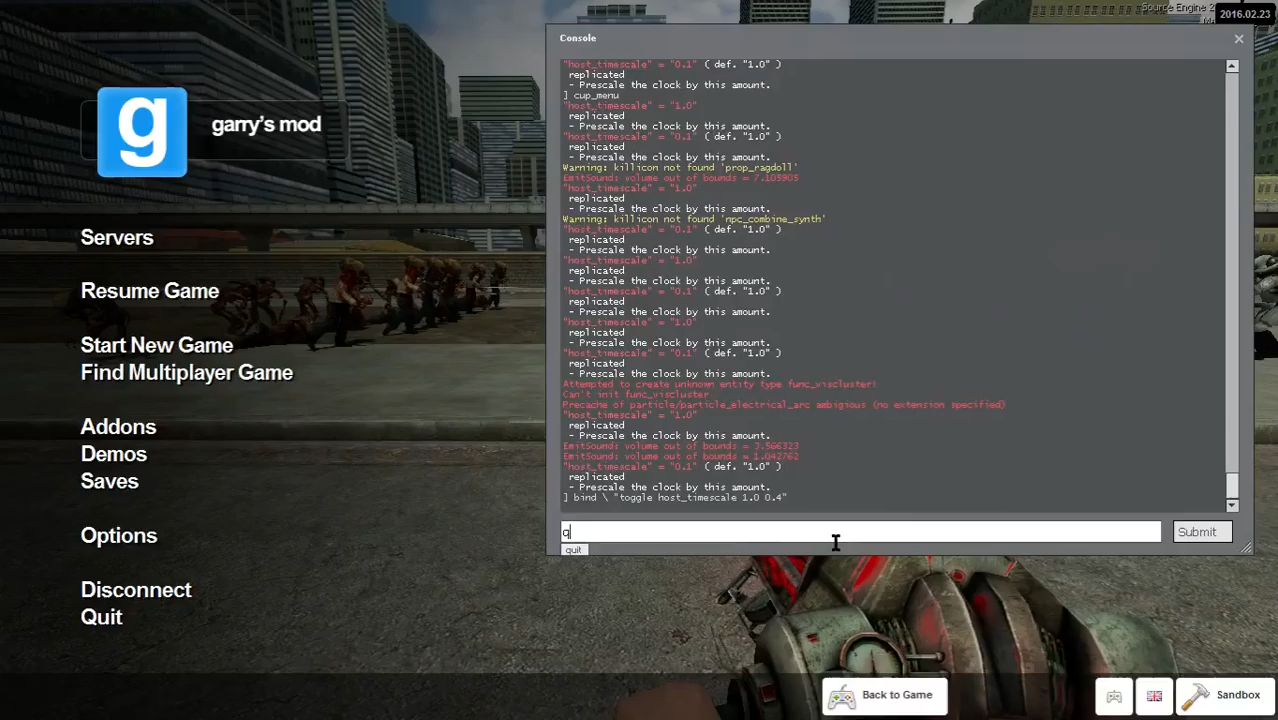 Source Engine 2
2016.02.23
g
garry's mod
Servers
Resume Game
Start New Game
Find Multiplayer Game
Addons
Demos
Saves
Options
Disconnect
Quit
Console
"host_timescale" = "0.1" ( def. "1.0" )
replicated
- Prescale the clock by this amount.
] cup_menu
"host_timescale" = "1.0"
replicated
- Prescale the clock by this amount.
"host_timescale" = "0.1" ( def. "1.0" )
replicated
- Prescale the clock by this amount.
Warning: killicon not found 'prop_ragdoll'
EmitSound: volume out of bounds = 7.105905
"host_timescale" = "1.0"
replicated
- Prescale the clock by this amount.
Warning: killicon not found 'npc_combine_synth'
"host_timescale" = "0.1" ( def. "1.0" )
replicated
- Prescale the clock by this amount.
"host_timescale" = "1.0"
replicated
- Prescale the clock by this amount.
"host_timescale" = "0.1" ( def. "1.0" )
replicated
- Prescale the clock by this amount.
"host_timescale" = "1.0"
replicated
- Prescale the clock by this amount.
"host_timescale" = "0.1" ( def. "1.0" )
replicated
- Prescale the clock by this amount.
Attempted to create unknown entity type func_viscluster!
Can't init func_viscluster
Precache of particle/particle_electrical_arc ambigious (no extension specified)
"host_timescale" = "1.0"
replicated
- Prescale the clock by this amount.
EmitSound: volume out of bounds = 3.566323
EmitSound: volume out of bounds = 1.042762
"host_timescale" = "0.1" ( def. "1.0" )
replicated
- Prescale the clock by this amount.
] bind \ "toggle host_timescale 1.0 0.4"
q
Submit
quit
Back to Game
Sandbox